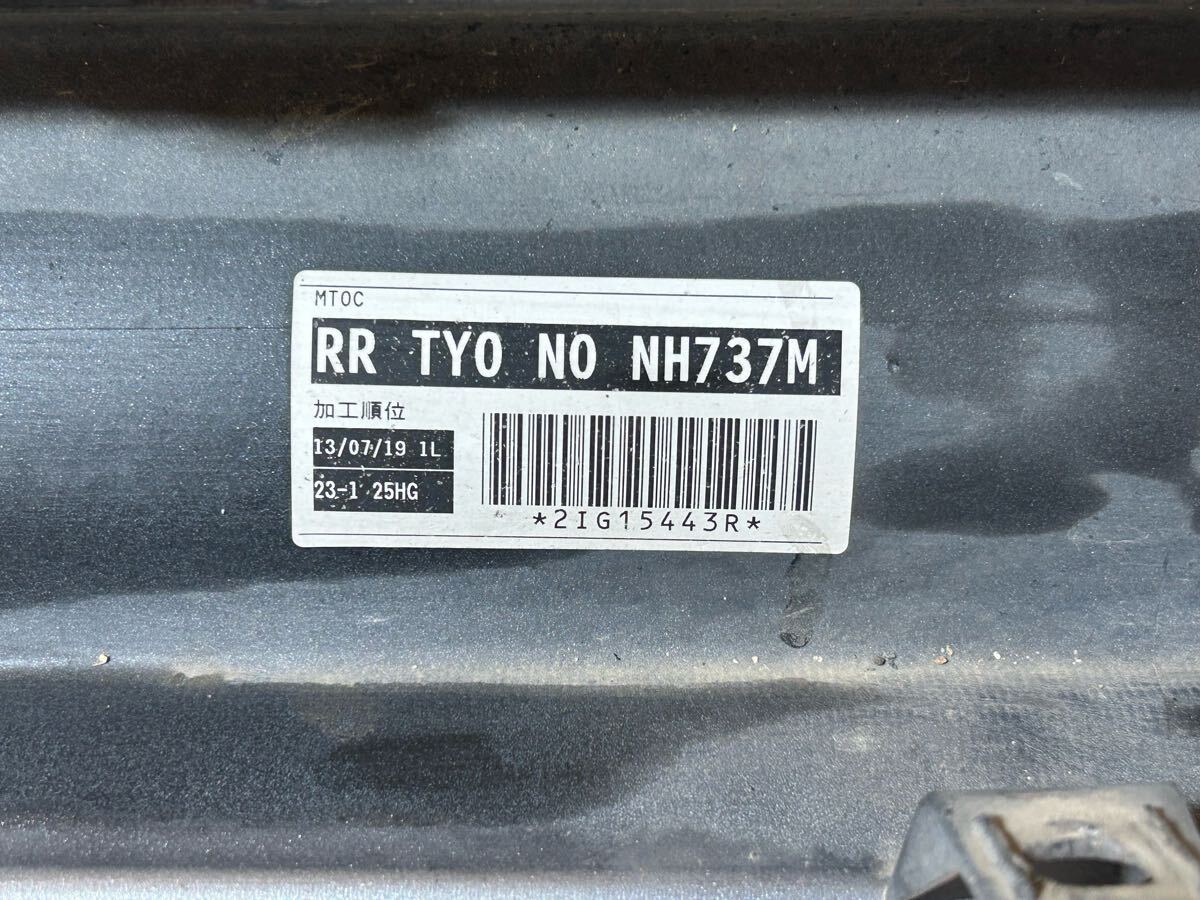 MTOC
RR TYO NO NH737M
加工順位
13/07/19 1L
23-1 25HG
*2IG15443R*